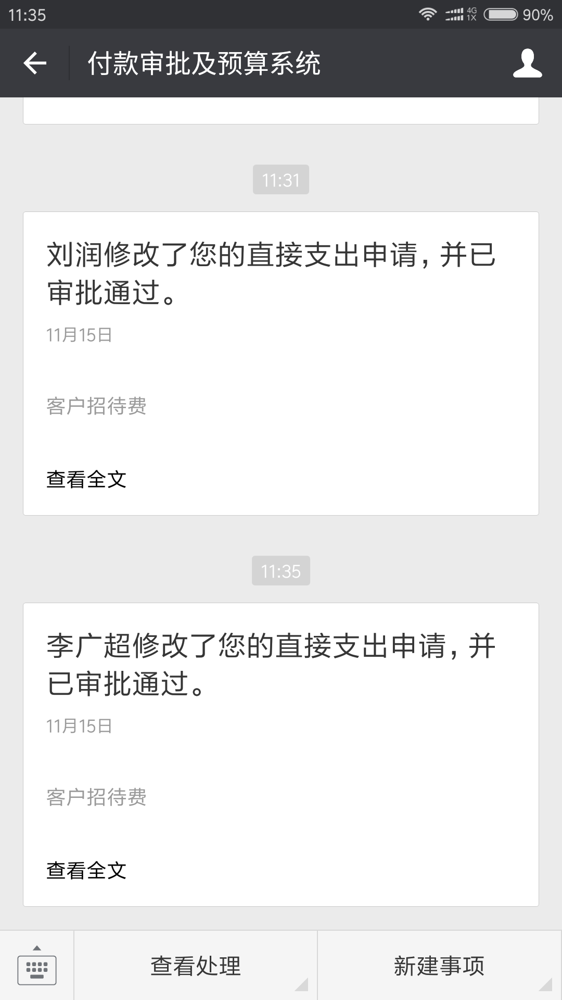 11:35
4G
1X
90%
付款审批及预算系统
11:31
刘润修改了您的直接支出申请，并已
审批通过。
11月15日
客户招待费
查看全文
11:35
李广超修改了您的直接支出申请，并
已审批通过。
11月15日
客户招待费
查看全文
查看处理
新建事项